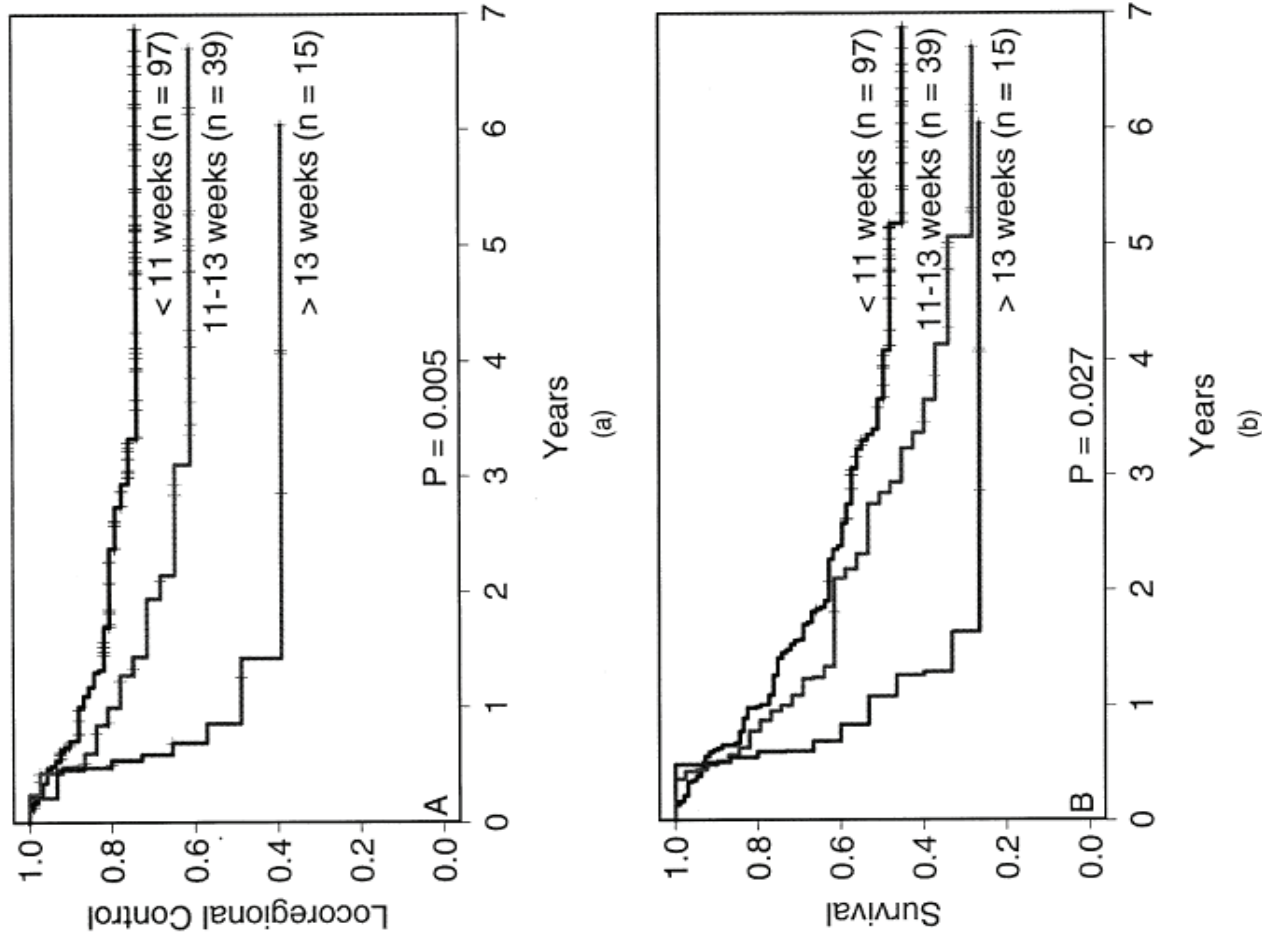 Locoregional Control
1.0
0.8
0.6
0.4
0.2
0.0
< 11 weeks (n = 97)
11-13 weeks (n = 39)
> 13 weeks (n = 15)
A
P = 0.005
0 1 2 3 4 5 6 7
Years
(a)
Survival
1.0
0.8
0.6
0.4
0.2
0.0
< 11 weeks (n = 97)
11-13 weeks (n = 39)
> 13 weeks (n = 15)
B
P = 0.027
0 1 2 3 4 5 6 7
Years
(b)